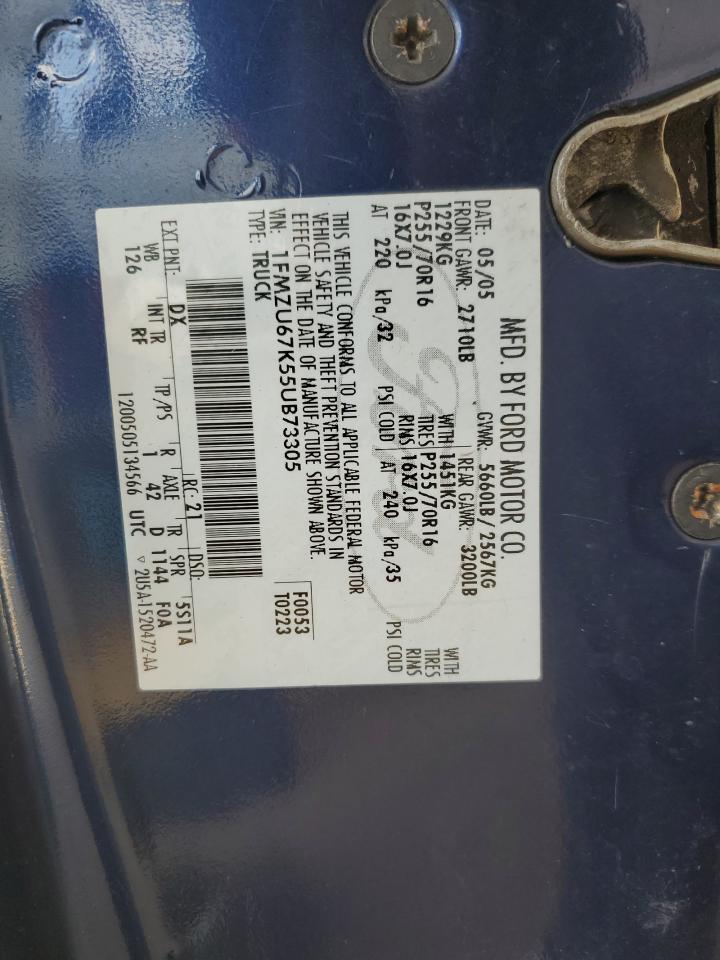 MFD. BY FORD MOTOR CO.
DATE: 05/05 GVWR: 5660LB/2567KG
FRONT GAWR: 2710LB REAR GAWR: 3200LB
1229KG WITH 1451KG WITH
P255/70R16 TIRES P255/70R16 TIRES
16X7.0J RIMS 16X7.0J RIMS
AT 220 kPa/32 PSI COLD AT 240 kPa/35 PSI COLD
THIS VEHICLE CONFORMS TO ALL APPLICABLE FEDERAL MOTOR
VEHICLE SAFETY AND THEFT PREVENTION STANDARDS IN
EFFECT ON THE DATE OF MANUFACTURE SHOWN ABOVE.
VIN: 1FMZU67K55UB73305 F0053
TYPE: TRUCK T0223
EXT PNT: DX RC: 21 DSO:
WB INT TR TP/PS R AXLE TR SPR 5S11A
126 RF 1 42 D 1144 F0A
1200505134566 UTC ▽ 2U5A-1520472-AA